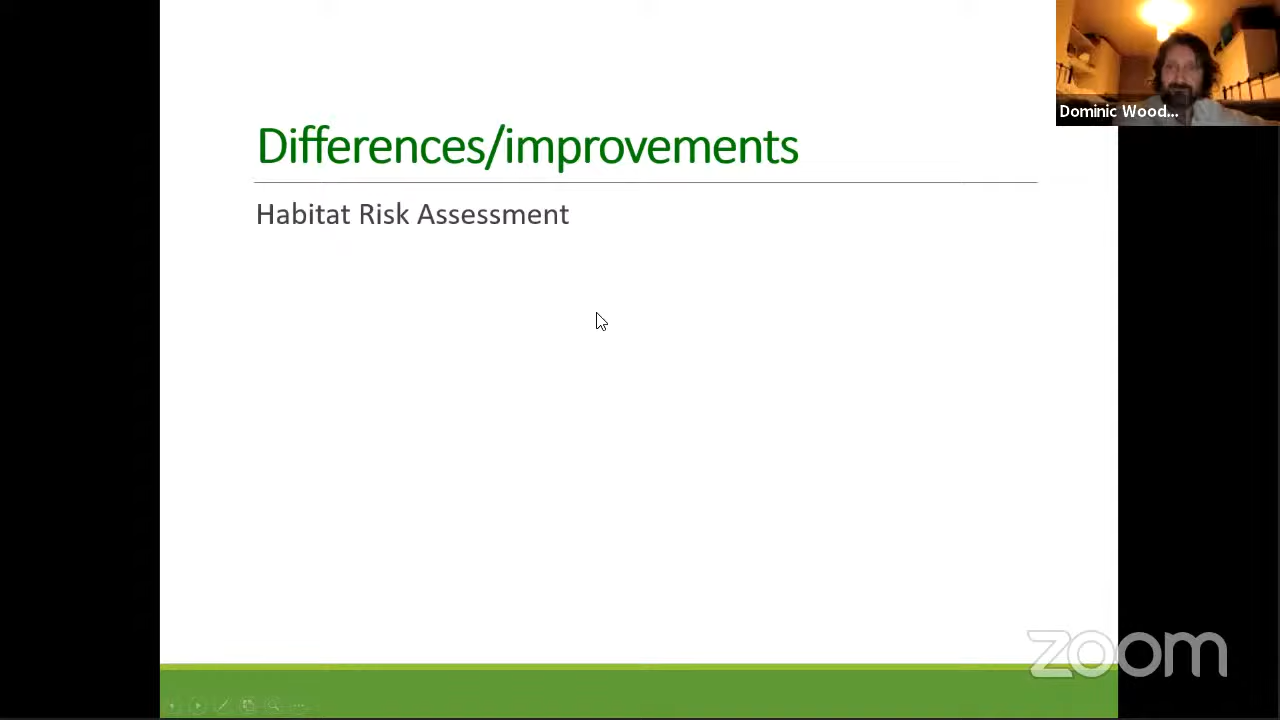 Differences/improvements
Habitat Risk Assessment
Dominic Wood...
zoom